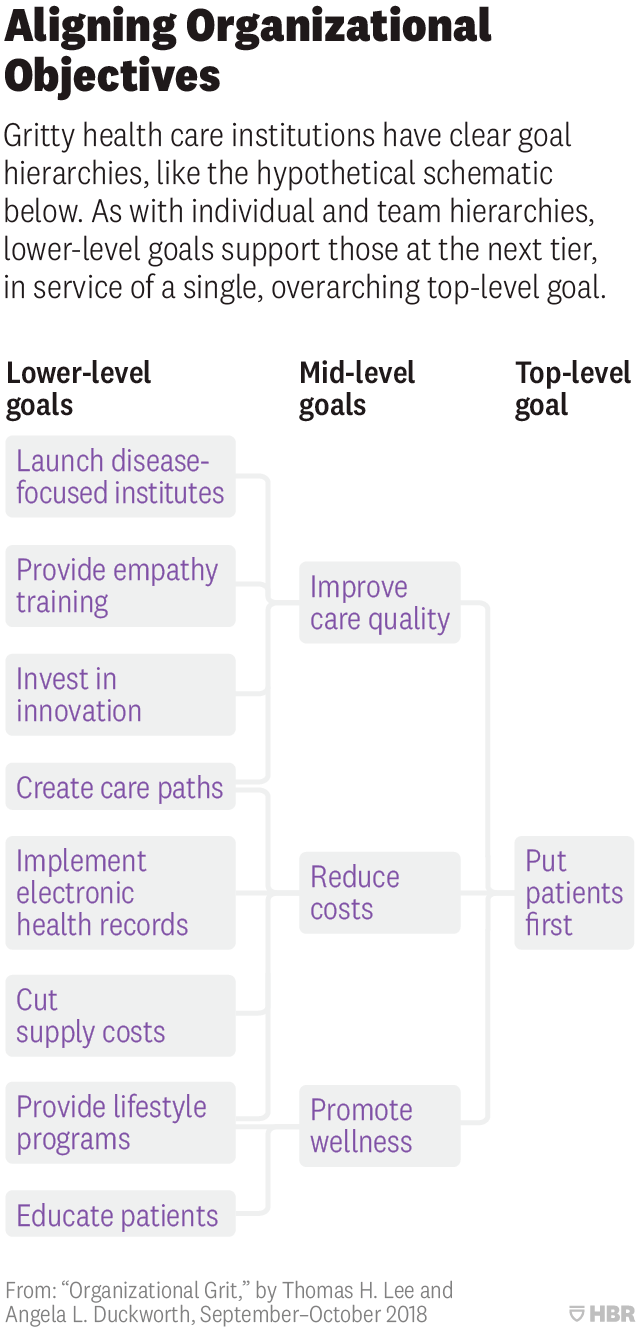 Aligning Organizational
Objectives
Gritty health care institutions have clear goal
hierarchies, like the hypothetical schematic
below. As with individual and team hierarchies,
lower-level goals support those at the next tier,
in service of a single, overarching top-level goal.
Lower-level
goals
Mid-level
goals
Top-level
goal
Launch disease-
focused institutes
Provide empathy
training
Invest in
innovation
Create care paths
Implement
electronic
health records
Cut
supply costs
Provide lifestyle
programs
Educate patients
Improve
care quality
Reduce
costs
Promote
wellness
Put
patients
first
From: “Organizational Grit,” by Thomas H. Lee and
Angela L. Duckworth, September–October 2018
HBR